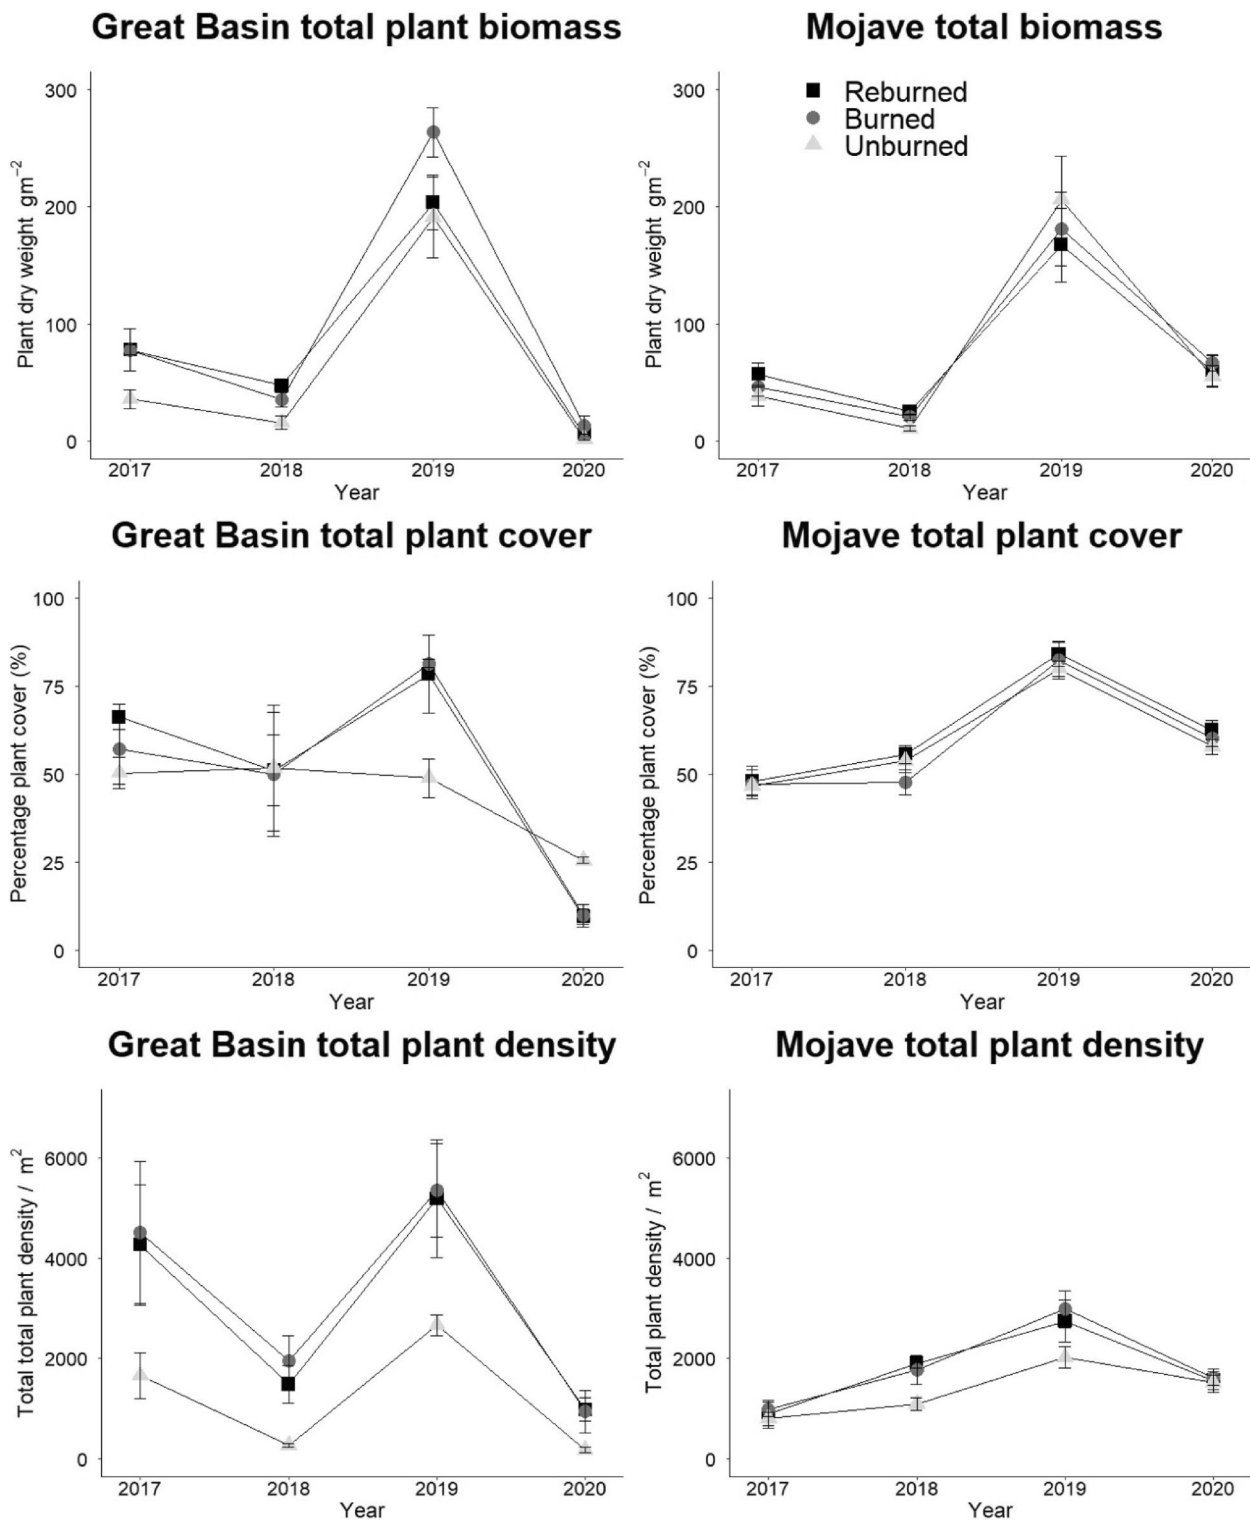 Great Basin total plant biomass
Plant dry weight gm⁻²
300
200
100
0
2017 2018 2019 2020
Year
Mojave total biomass
Reburned
Burned
Unburned
Plant dry weight gm⁻²
300
200
100
0
2017 2018 2019 2020
Year
Great Basin total plant cover
Percentage plant cover (%)
100
75
50
25
0
2017 2018 2019 2020
Year
Mojave total plant cover
Percentage plant cover (%)
100
75
50
25
0
2017 2018 2019 2020
Year
Great Basin total plant density
Total total plant density / m²
6000
4000
2000
0
2017 2018 2019 2020
Year
Mojave total plant density
Total plant density / m²
6000
4000
2000
0
2017 2018 2019 2020
Year